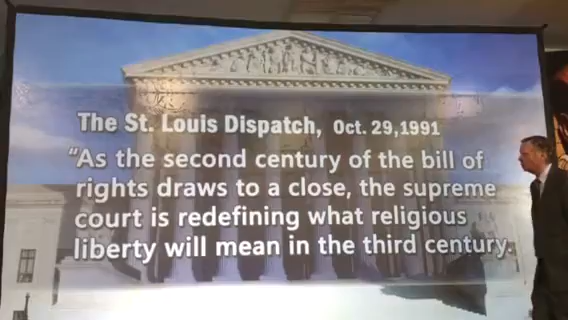 The St. Louis Dispatch, Oct. 29,1991
"As the second century of the bill of
rights draws to a close, the supreme
court is redefining what religious
liberty will mean in the third century.